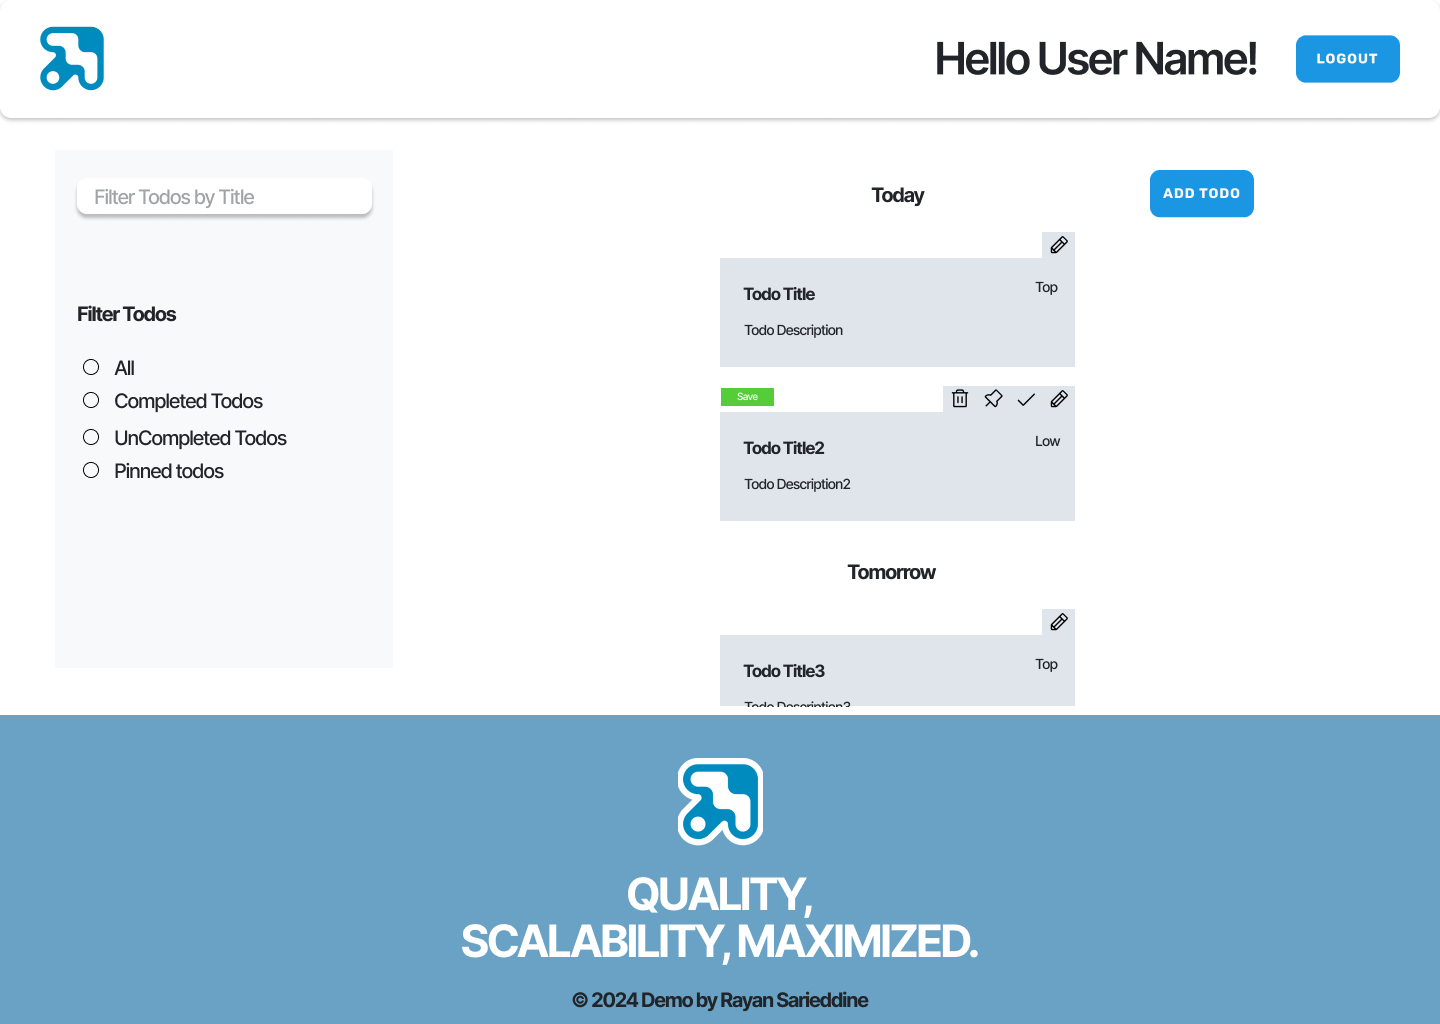 Hello User Name!
LOGOUT
Filter Todos by Title
Filter Todos
All
Completed Todos
UnCompleted Todos
Pinned todos
Today
ADD TODO
Todo Title
Top
Todo Description
Save
Todo Title2
Low
Todo Description2
Tomorrow
Todo Title3
Top
Todo Description3
QUALITY,
SCALABILITY, MAXIMIZED.
© 2024 Demo by Rayan Sarieddine